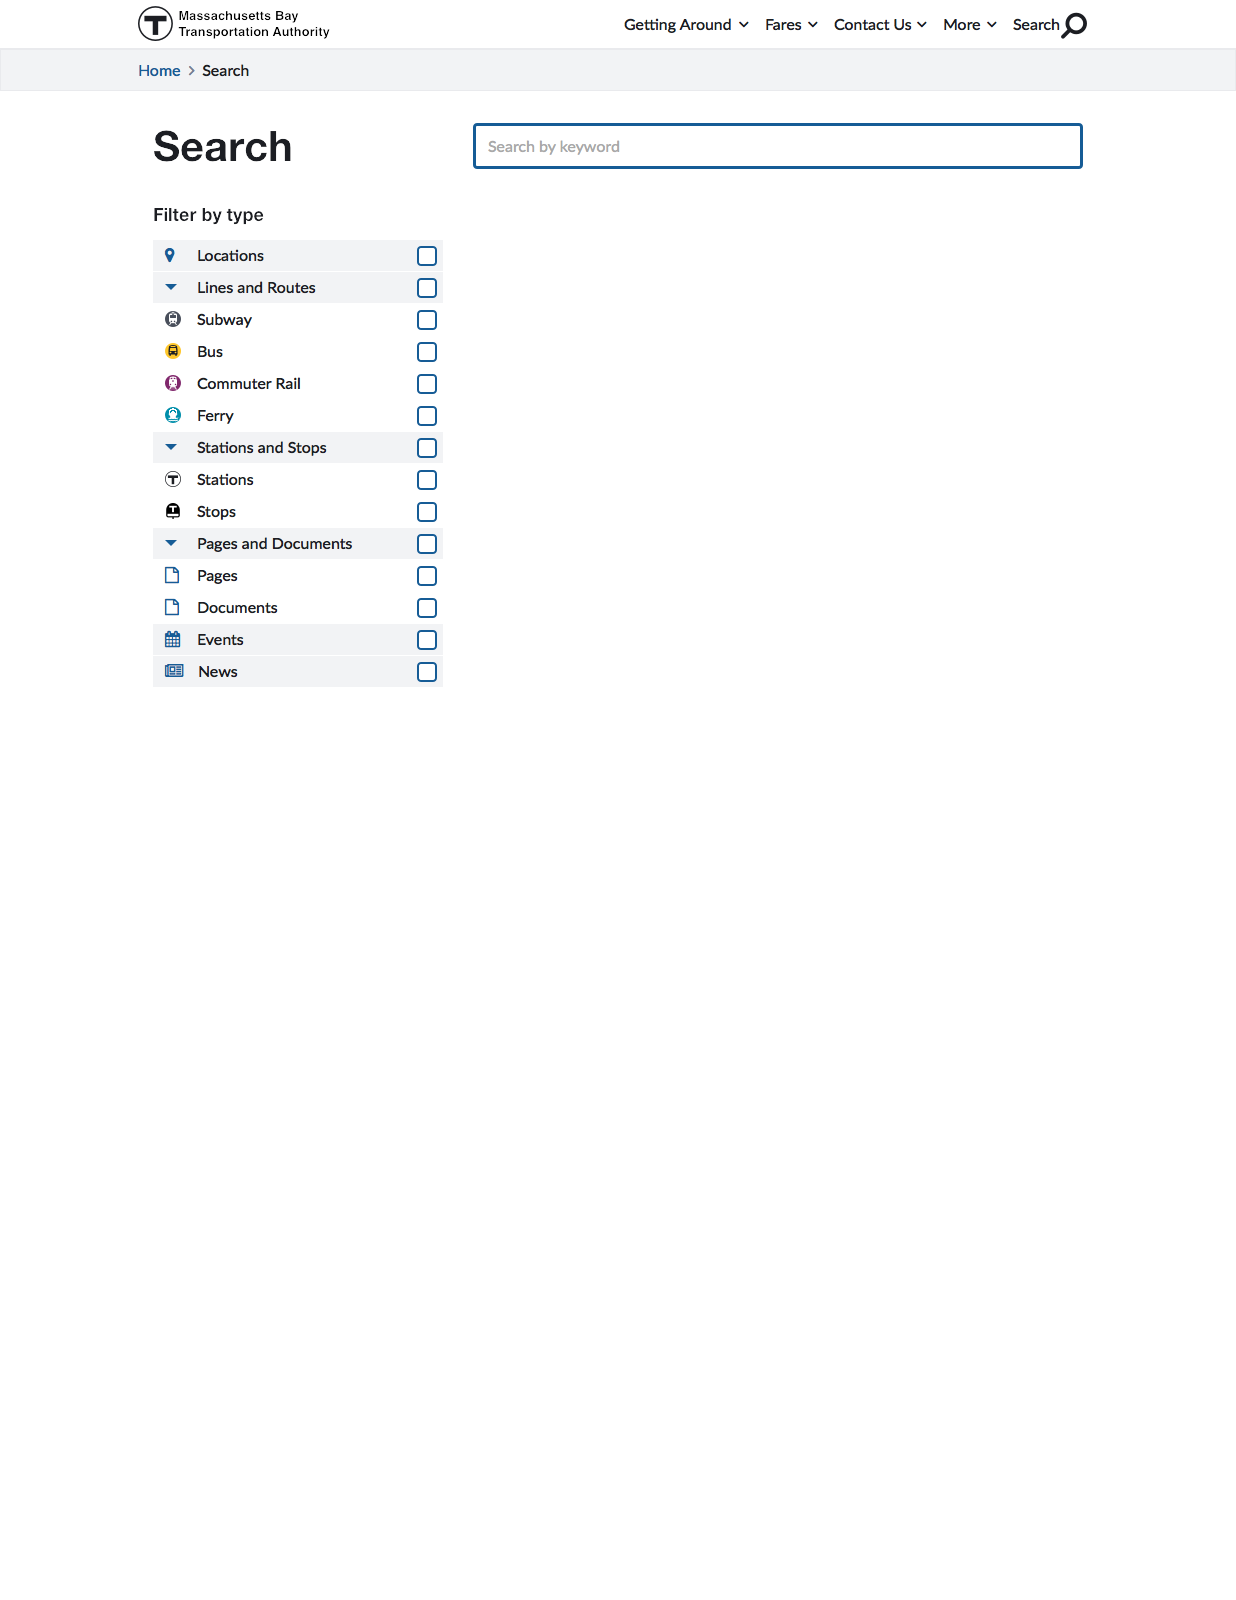 Massachusetts Bay
Transportation Authority
Getting Around Fares Contact Us More Search
Home > Search
Search
Search by keyword
Filter by type
Locations
Lines and Routes
Subway
Bus
Commuter Rail
Ferry
Stations and Stops
Stations
Stops
Pages and Documents
Pages
Documents
Events
News